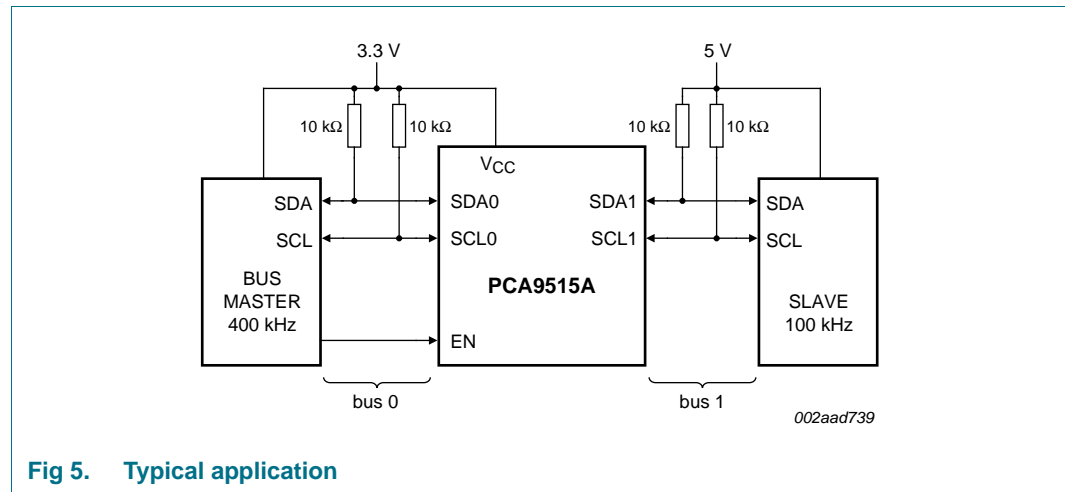 3.3 V
5 V
10 kΩ
10 kΩ
10 kΩ
10 kΩ
VCC
SDA
SDA0
SDA1
SDA
SCL
SCL0
SCL1
SCL
PCA9515A
BUS
MASTER
400 kHz
SLAVE
100 kHz
EN
bus 0
bus 1
002aad739
Fig 5. Typical application